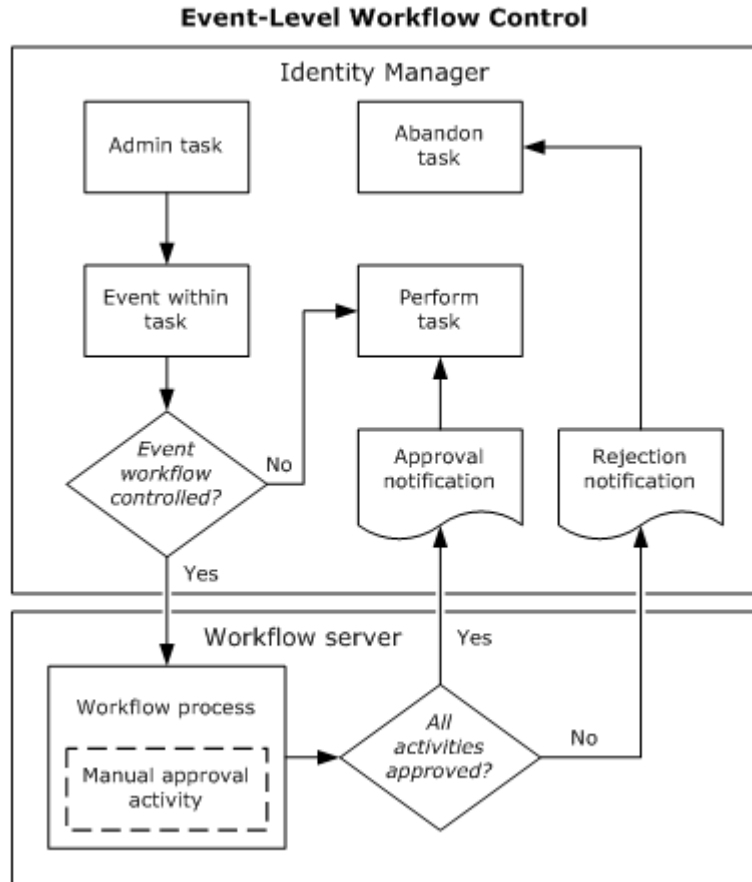 Event-Level Workflow Control
Identity Manager
Admin task
Abandon
task
Event within
task
Perform
task
Event
workflow
controlled?
No
Approval
notification
Rejection
notification
Yes
Workflow server
Yes
Workflow process
Manual approval
activity
All
activities
approved?
No